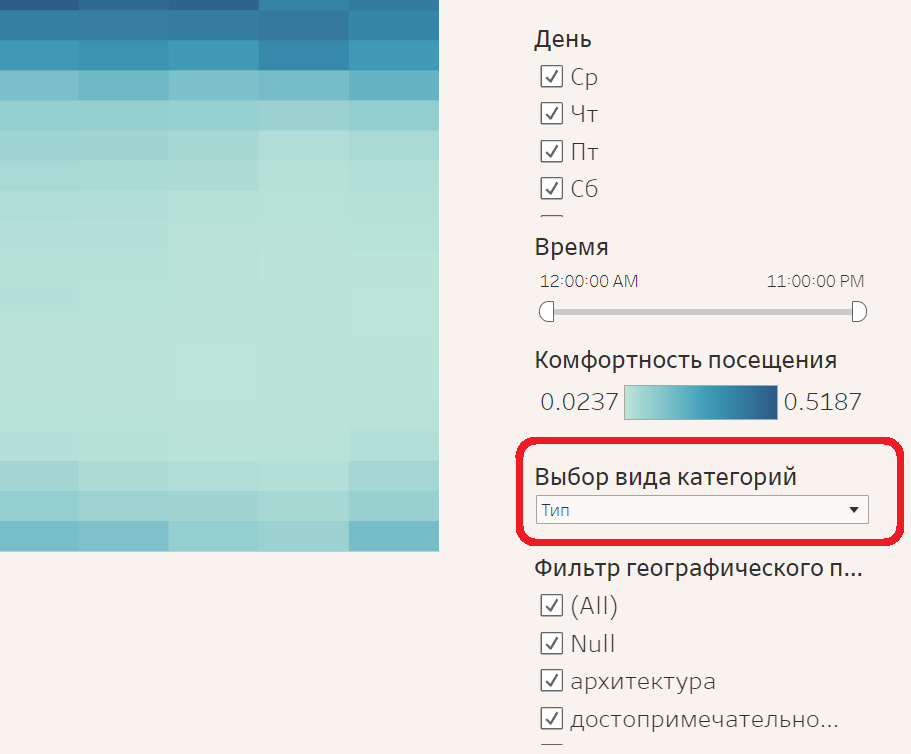 День
Ср
Чт
Пт
Сб
Время
12:00:00 AM 11:00:00 PM
Комфортность посещения
0.0237 0.5187
Выбор вида категорий
Тип
Фильтр географического п...
(All)
Null
архитектура
достопримечательно...